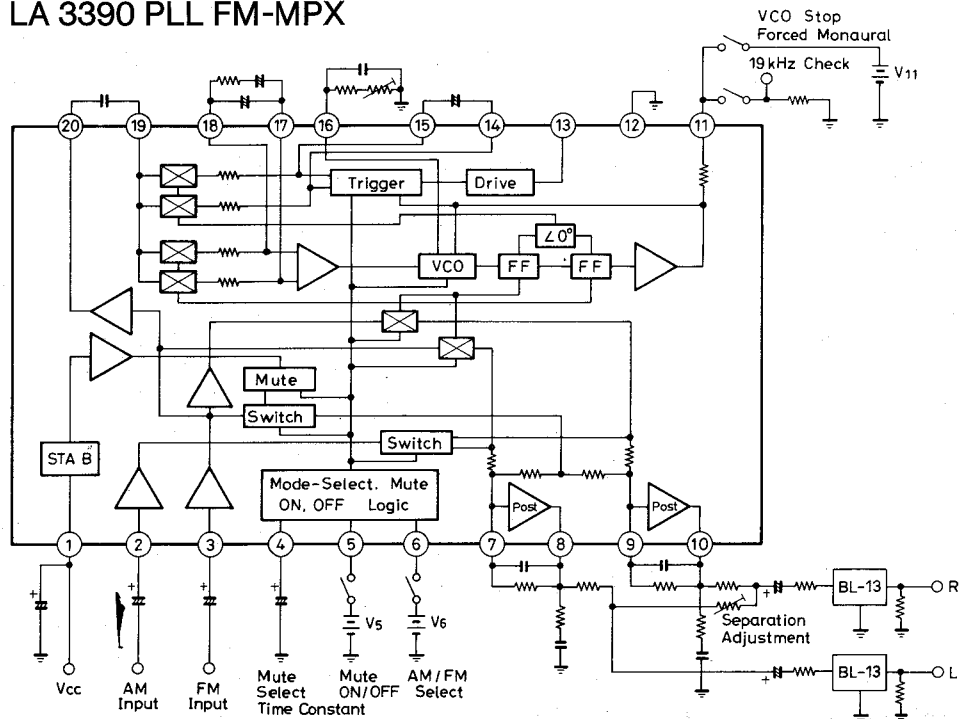 LA 3390 PLL FM-MPX
VCO Stop
Forced Monaural
19kHz Check
V11
20
19
18
17
16
15
14
13
12
11
Trigger
Drive
∠0°
VCO
FF
FF
Mute
Switch
Switch
STA B
Mode-Select. Mute
ON, OFF Logic
Post
Post
1
2
3
4
5
6
7
8
9
10
V5
V6
BL-13
R
Separation
Adjustment
BL-13
L
Vcc
AM
Input
FM
Input
Mute
Select
Time Constant
Mute
ON/OFF
AM/FM
Select